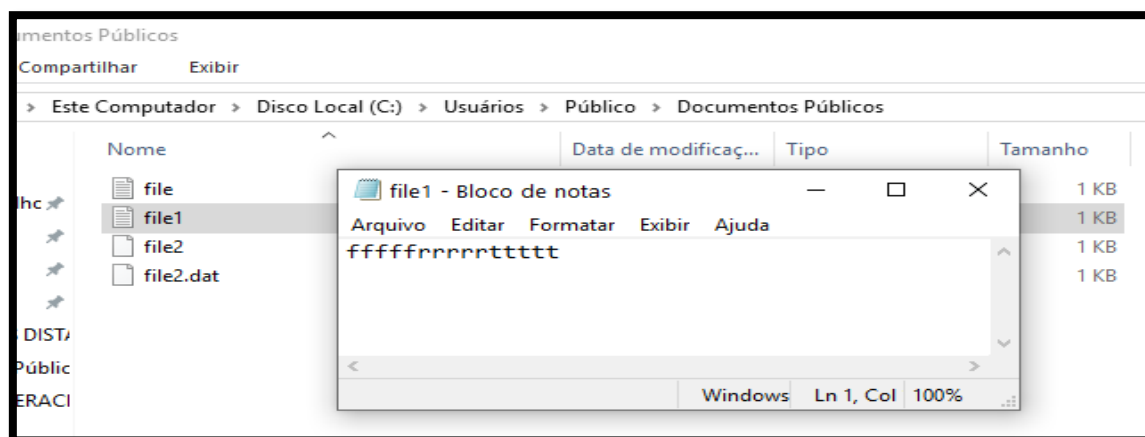 umentos Públicos
Compartilhar Exibir
> Este Computador > Disco Local (C:) > Usuários > Público > Documentos Públicos
Nome Data de modificaç... Tipo Tamanho
lhc
file 1 KB
file1 1 KB
file2 1 KB
file2.dat 1 KB
DISTA
Públic
ERACI
file1 - Bloco de notas
Arquivo Editar Formatar Exibir Ajuda
fffffrrrrrttttt
Windows Ln 1, Col 100%